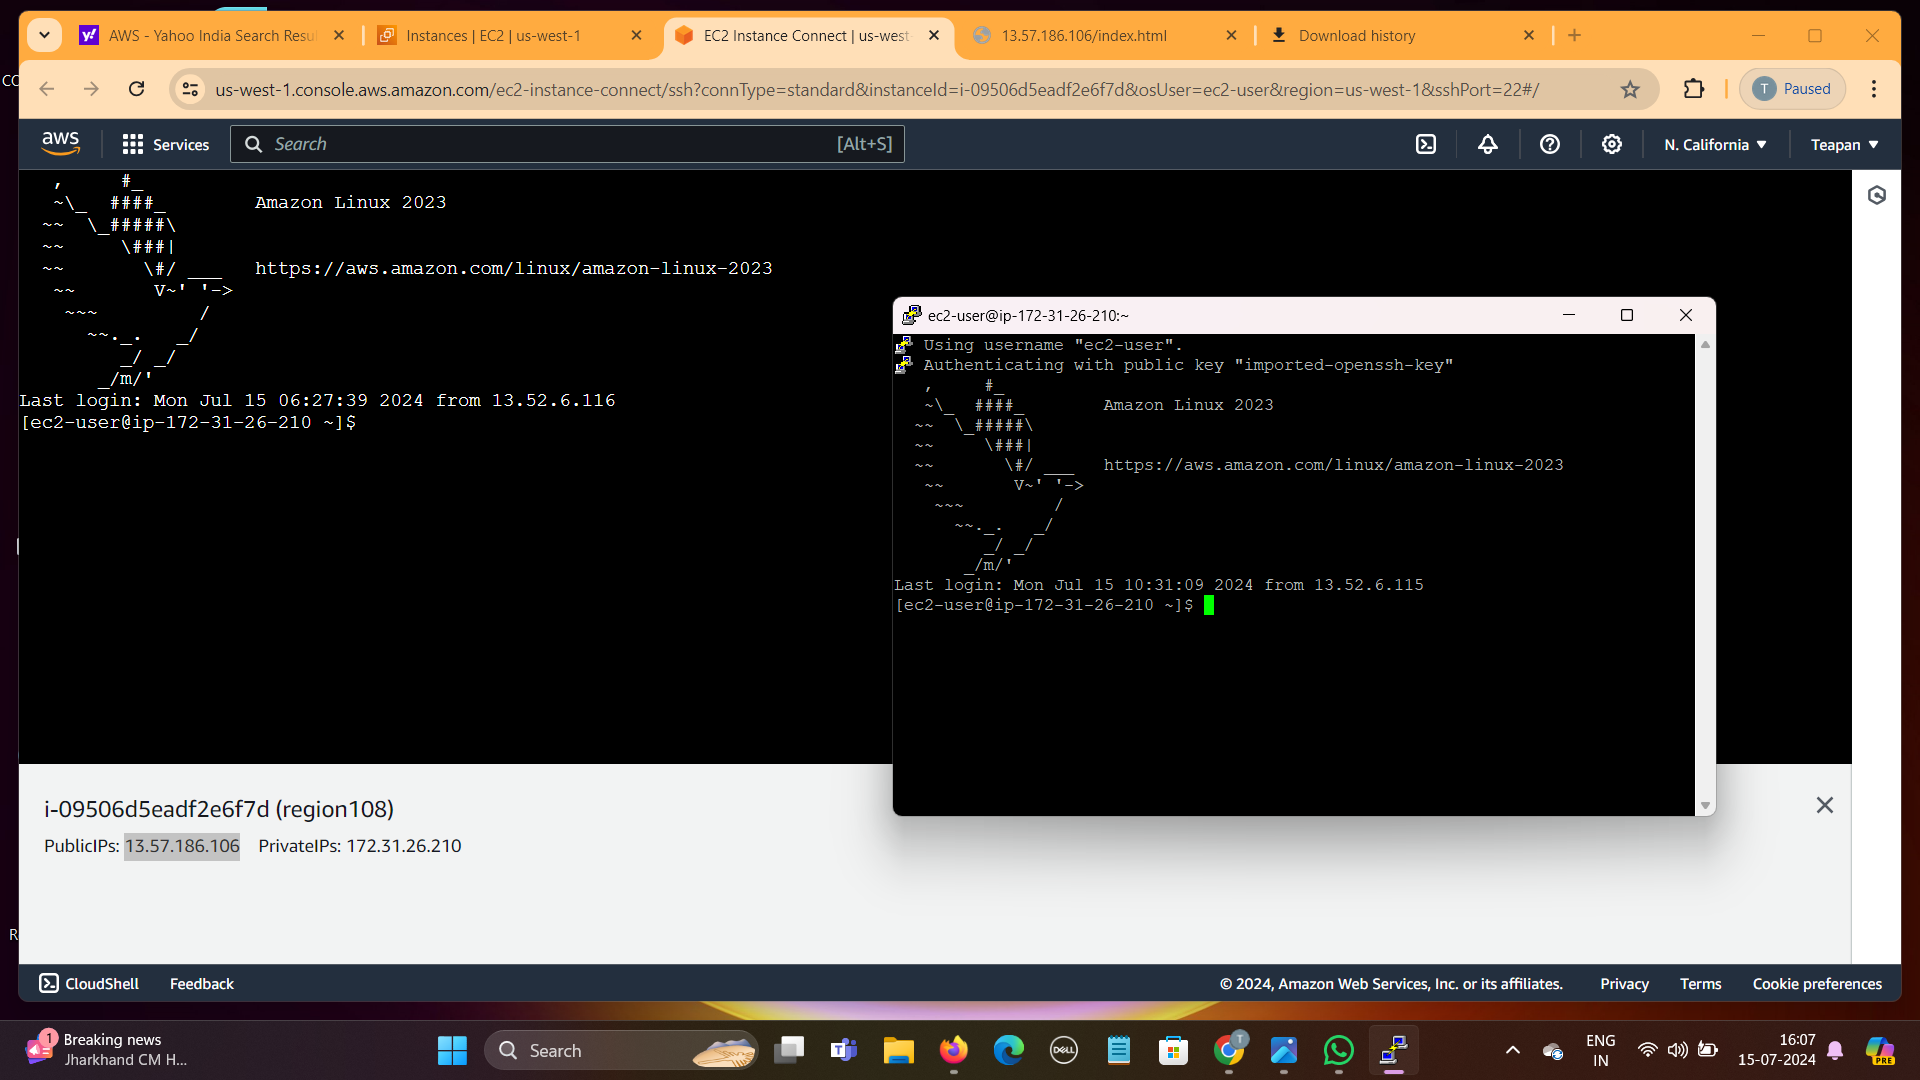 AWS - Yahoo India Search Resu
Instances | EC2 | us-west-1
EC2 Instance Connect | us-west-
13.57.186.106/index.html
Download history
us-west-1.console.aws.amazon.com/ec2-instance-connect/ssh?connType=standard&instanceId=i-09506d5eadf2e6f7d&osUser=ec2-user&region=us-west-1&sshPort=22#/
T Paused
aws
Services
Search
[Alt+S]
N. California
Teapan
   ,     #_
   ~\_  ####_        Amazon Linux 2023
  ~~  \_#####\
  ~~     \###|
  ~~       \#/ ___   https://aws.amazon.com/linux/amazon-linux-2023
   ~~       V~' '->
    ~~~         /
      ~~._.   _/
         _/ _/
       _/m/'
Last login: Mon Jul 15 06:27:39 2024 from 13.52.6.116
[ec2-user@ip-172-31-26-210 ~]$
ec2-user@ip-172-31-26-210:~
Using username "ec2-user".
Authenticating with public key "imported-openssh-key"
   ,     #_
   ~\_  ####_        Amazon Linux 2023
  ~~  \_#####\
  ~~     \###|
  ~~       \#/ ___   https://aws.amazon.com/linux/amazon-linux-2023
   ~~       V~' '->
    ~~~         /
      ~~._.   _/
         _/ _/
       _/m/'
Last login: Mon Jul 15 10:31:09 2024 from 13.52.6.115
[ec2-user@ip-172-31-26-210 ~]$
i-09506d5eadf2e6f7d (region108)
PublicIPs: 13.57.186.106 PrivateIPs: 172.31.26.210
CloudShell
Feedback
© 2024, Amazon Web Services, Inc. or its affiliates.
Privacy
Terms
Cookie preferences
1
Breaking news
Jharkhand CM H...
Search
DELL
T
ENG
IN
16:07
15-07-2024
PRE